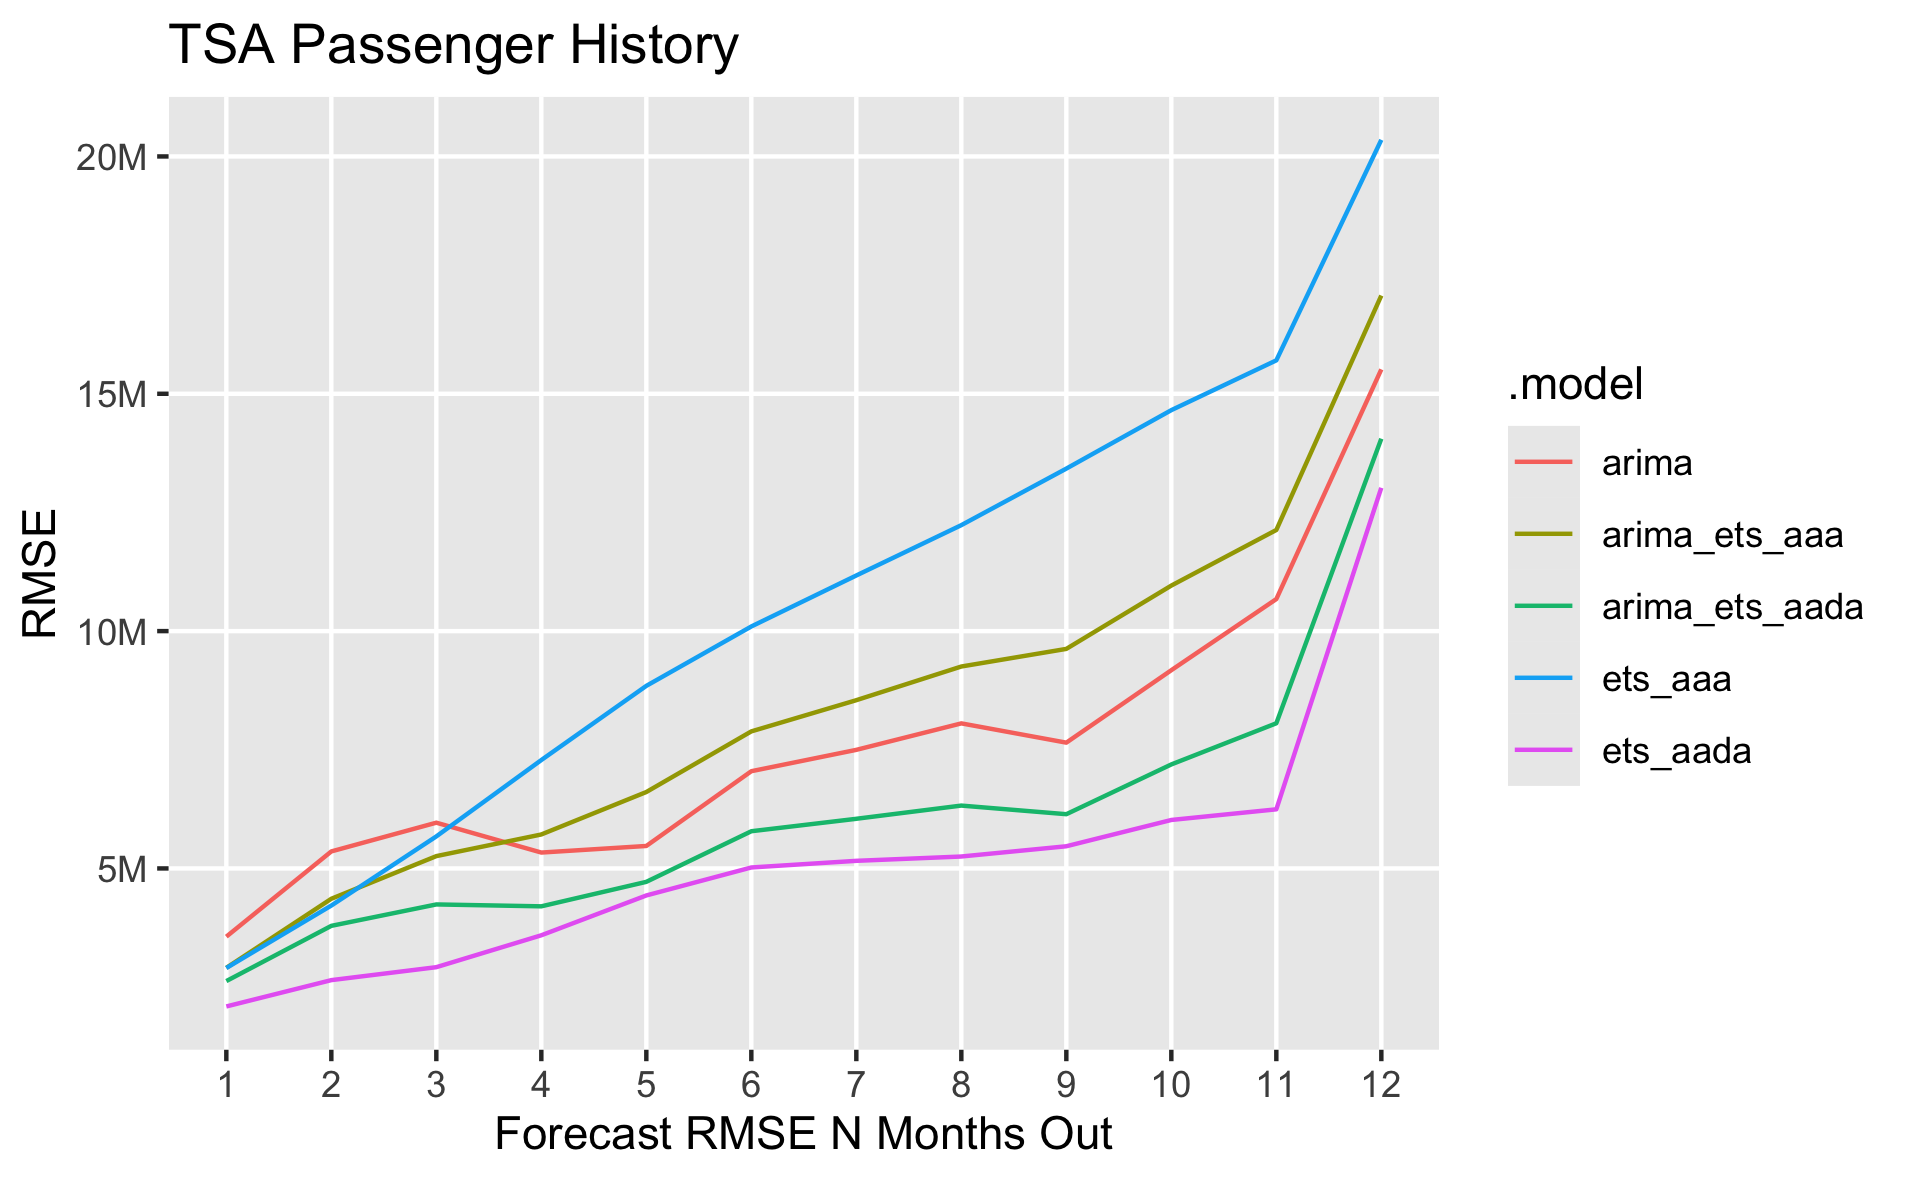 TSA Passenger History
20M
15M
10M
5M
RMSE
1 2 3 4 5 6 7 8 9 10 11 12
Forecast RMSE N Months Out
.model
arima
arima_ets_aaa
arima_ets_aada
ets_aaa
ets_aada